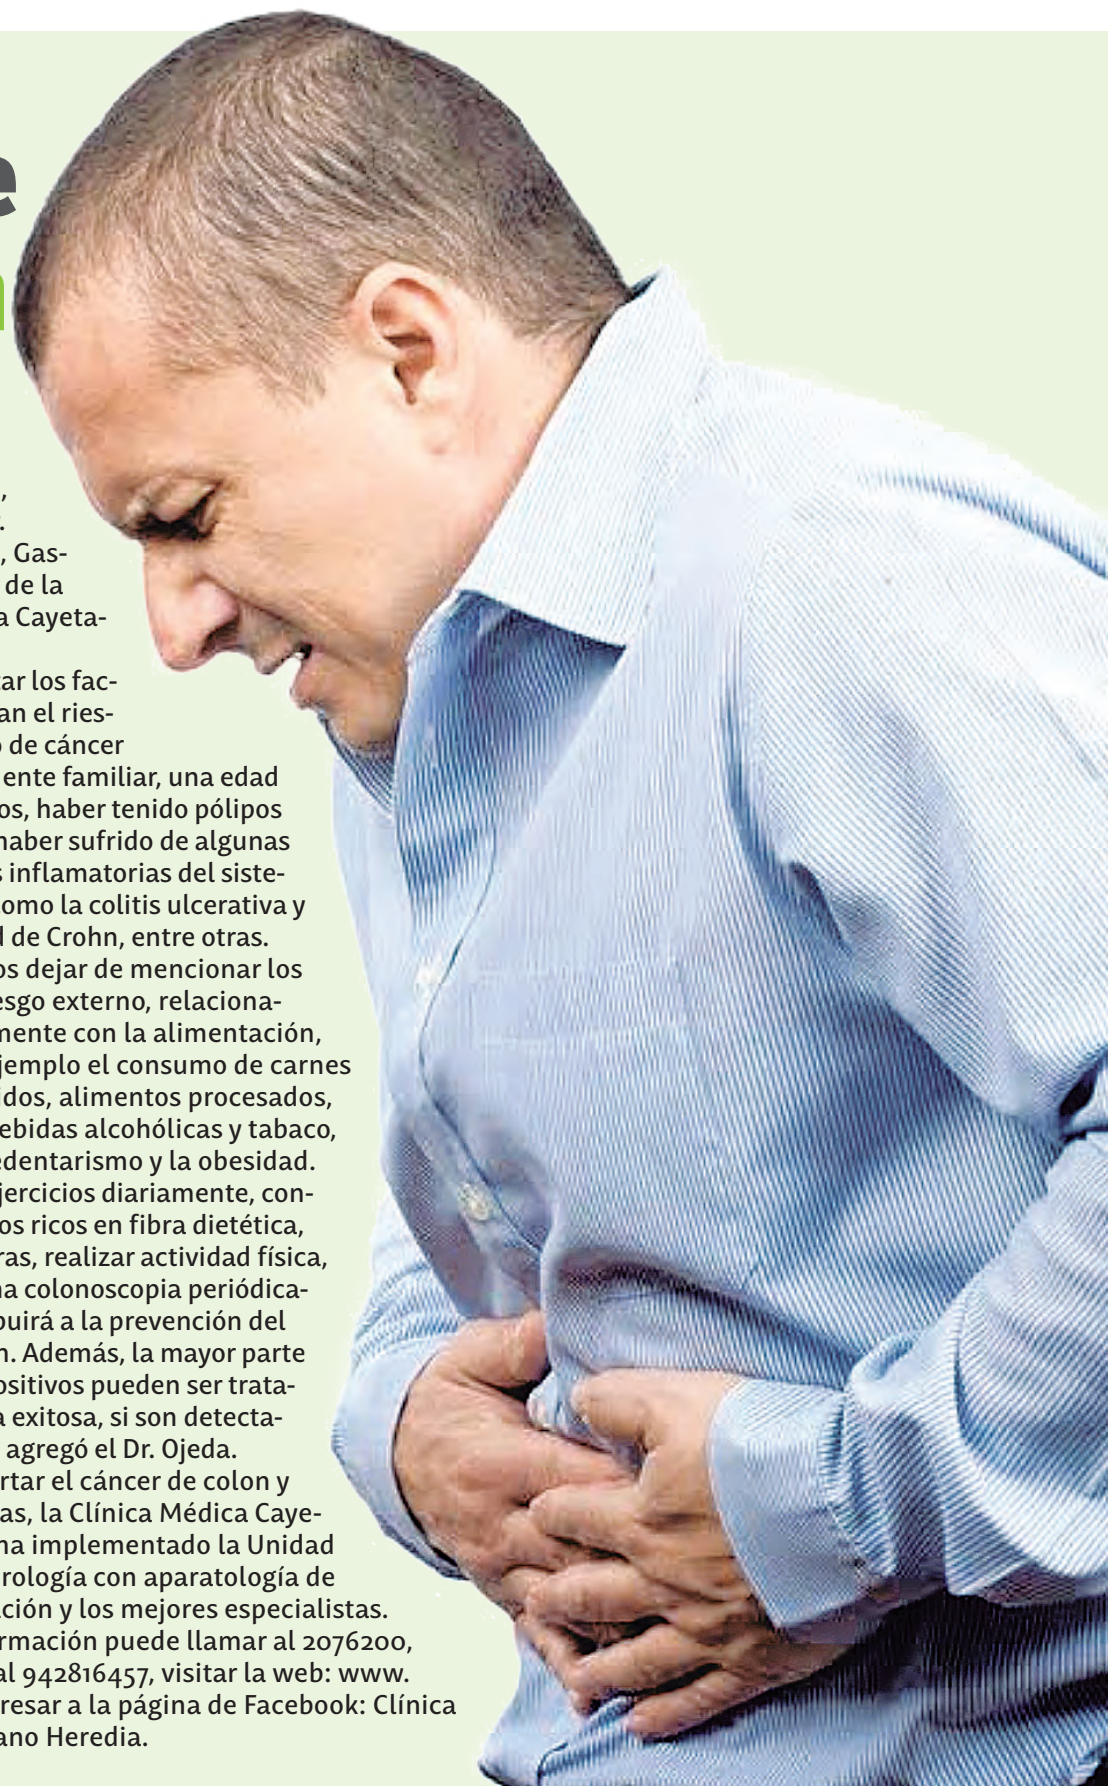 e
n
,
.
, Gas-
de la
a Cayeta-
ar los fac-
an el ries-
o de cáncer
ente familiar, una edad
os, haber tenido pólipos
haber sufrido de algunas
s inflamatorias del siste-
omo la colitis ulcerativa y
d de Crohn, entre otras.
os dejar de mencionar los
esgo externo, relaciona-
mente con la alimentación,
jemplo el consumo de carnes
idos, alimentos procesados,
ebidas alcohólicas y tabaco,
edentarismo y la obesidad.
jercicios diariamente, con-
os ricos en fibra dietética,
ras, realizar actividad física,
na colonoscopia periódica-
buirá a la prevención del
n. Además, la mayor parte
ositivos pueden ser trata-
a exitosa, si son detecta-
agregó el Dr. Ojeda.
rtar el cáncer de colon y
as, la Clínica Médica Caye-
ha implementado la Unidad
rología con aparatología de
ación y los mejores especialistas.
rmación puede llamar al 2076200,
al 942816457, visitar la web: www.
resar a la página de Facebook: Clínica
ano Heredia.